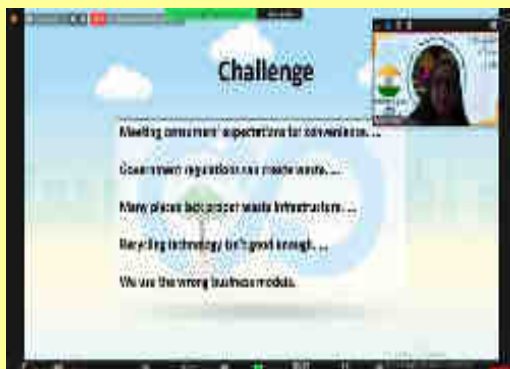 Challenge
Meeting consumers' expectations for convenience. ...
Government regulations can create waste. ...
Many places lack proper waste infrastructure. ...
Recycling technology isn't good enough. ...
We use the wrong business models.